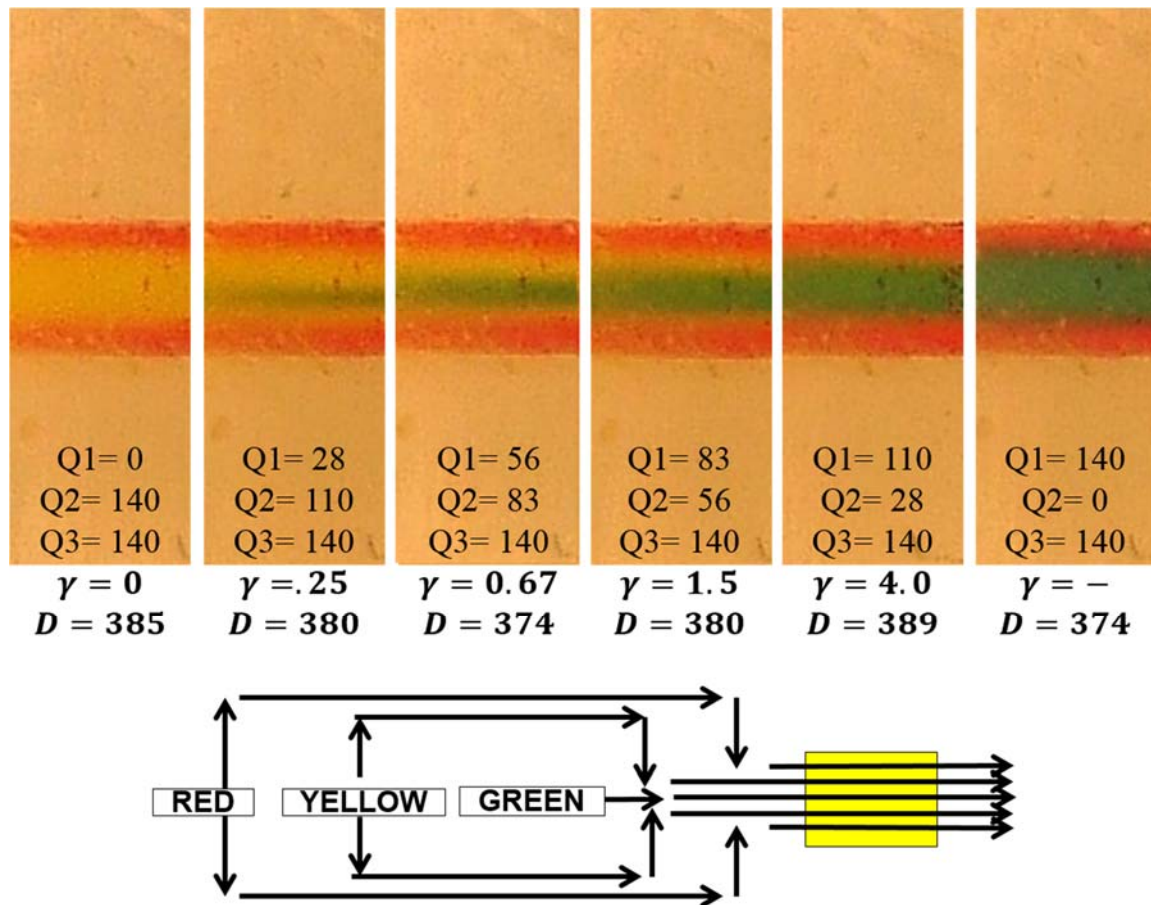 Q1= 0
Q2= 140
Q3= 140
γ = 0
D = 385
Q1= 28
Q2= 110
Q3= 140
γ =. 25
D = 380
Q1= 56
Q2= 83
Q3= 140
γ = 0. 67
D = 374
Q1= 83
Q2= 56
Q3= 140
γ = 1. 5
D = 380
Q1= 110
Q2= 28
Q3= 140
γ = 4. 0
D = 389
Q1= 140
Q2= 0
Q3= 140
γ = −
D = 374
RED
YELLOW
GREEN